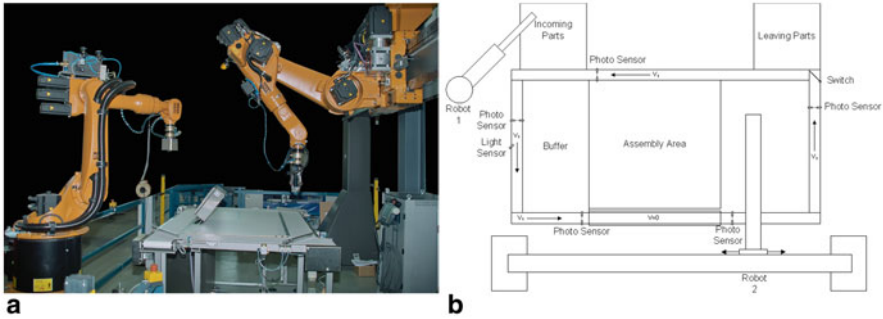 Incoming
Parts
Leaving Parts
Photo Sensor
Switch
Robot
1
Photo
Sensor
Photo Sensor
Light
Sensor
Buffer
Assembly Area
V=0
Photo Sensor
Photo
Sensor
Robot
2
a
b